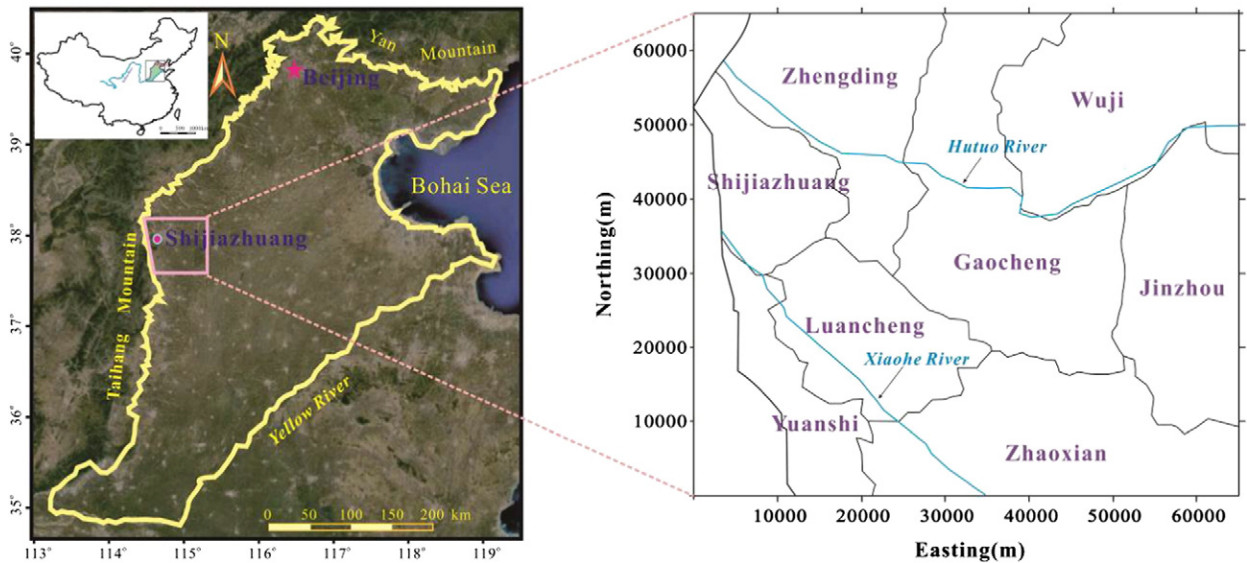 N
Yan
Mountain
Beijing
Bohai Sea
Shijiazhuang
Taihang
Mountain
Yellow River
0 50 100 150 200 km
40°
39°
38°
37°
36°
35°
113°
114°
115°
116°
117°
118°
119°
Northing(m)
60000
50000
40000
30000
20000
10000
Zhengding
Wuji
Hutuo River
Shijiazhuang
Gaocheng
Jinzhou
Luancheng
Xiaohe River
Yuanshi
Zhaoxian
10000
20000
30000
40000
50000
60000
Easting(m)